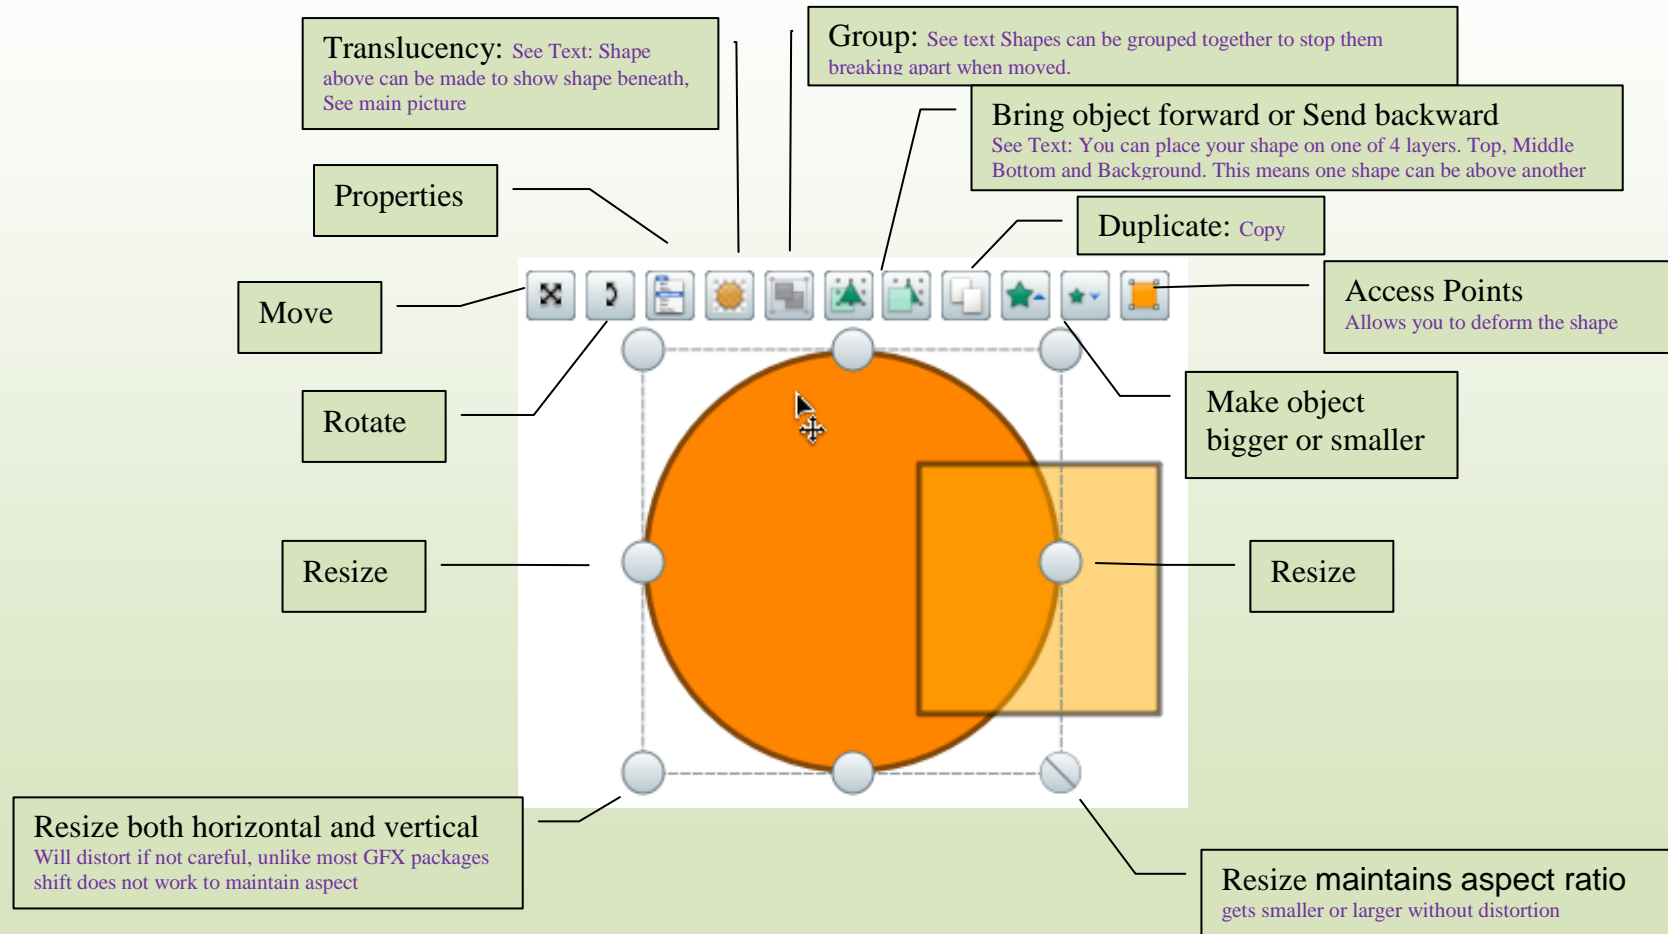 Translucency: See Text: Shape
above can be made to show shape beneath,
See main picture
Group: See text Shapes can be grouped together to stop them
breaking apart when moved.
Bring object forward or Send backward
See Text: You can place your shape on one of 4 layers. Top, Middle
Bottom and Background. This means one shape can be above another
Properties
Duplicate: Copy
Move
Access Points
Allows you to deform the shape
Rotate
Make object
bigger or smaller
Resize
Resize
Resize both horizontal and vertical
Will distort if not careful, unlike most GFX packages
shift does not work to maintain aspect
Resize maintains aspect ratio
gets smaller or larger without distortion